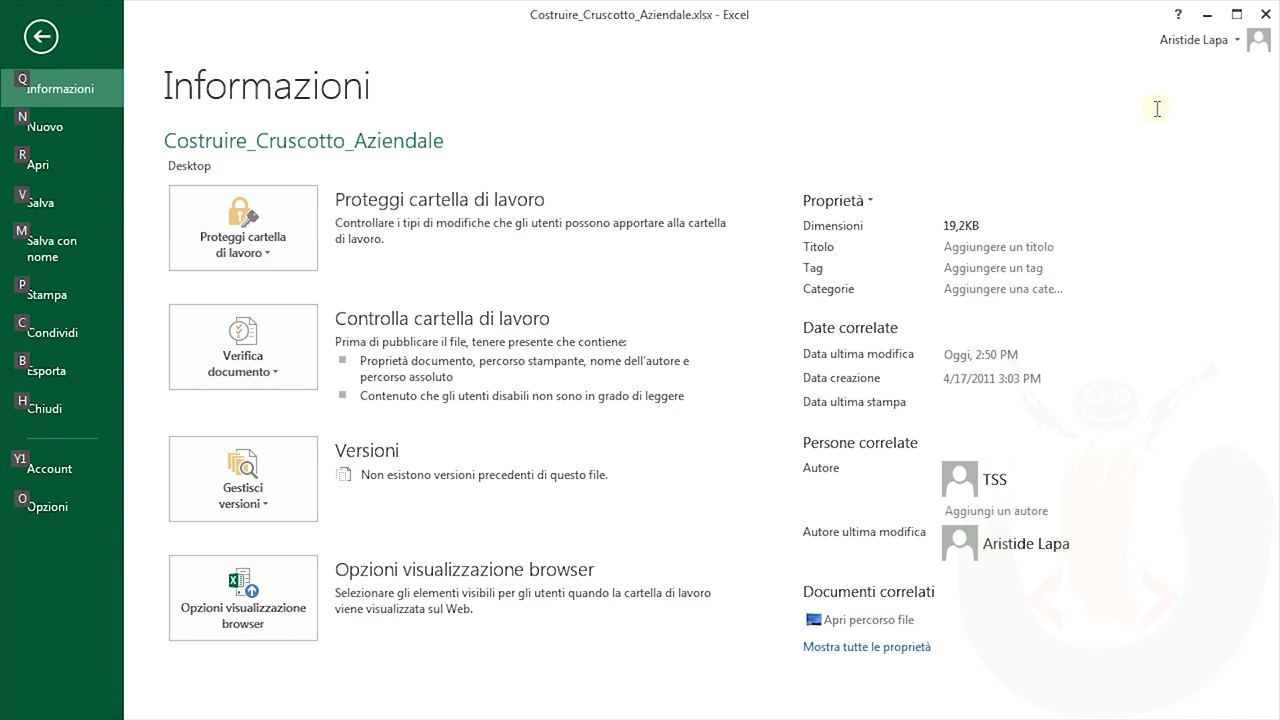 Costruire_Cruscotto_Aziendale.xlsx - Excel
?
Aristide Lapa
Q
Informazioni
N
Nuovo
R
Apri
V
Salva
M
Salva con
nome
P
Stampa
C
Condividi
B
Esporta
H
Chiudi
Y1
Account
O
Opzioni
Informazioni
Costruire_Cruscotto_Aziendale
Desktop
Proteggi cartella
di lavoro
Proteggi cartella di lavoro
Controllare i tipi di modifiche che gli utenti possono apportare alla cartella
di lavoro.
Verifica
documento
Controlla cartella di lavoro
Prima di pubblicare il file, tenere presente che contiene:
Proprietà documento, percorso stampante, nome dell'autore e
percorso assoluto
Contenuto che gli utenti disabili non sono in grado di leggere
Gestisci
versioni
Versioni
Non esistono versioni precedenti di questo file.
Opzioni visualizzazione
browser
Opzioni visualizzazione browser
Selezionare gli elementi visibili per gli utenti quando la cartella di lavoro
viene visualizzata sul Web.
Proprietà
Dimensioni 19,2KB
Titolo Aggiungere un titolo
Tag Aggiungere un tag
Categorie Aggiungere una cate...
Date correlate
Data ultima modifica Oggi, 2:50 PM
Data creazione 4/17/2011 3:03 PM
Data ultima stampa
Persone correlate
Autore TSS
Aggiungi un autore
Autore ultima modifica Aristide Lapa
Documenti correlati
Apri percorso file
Mostra tutte le proprietà